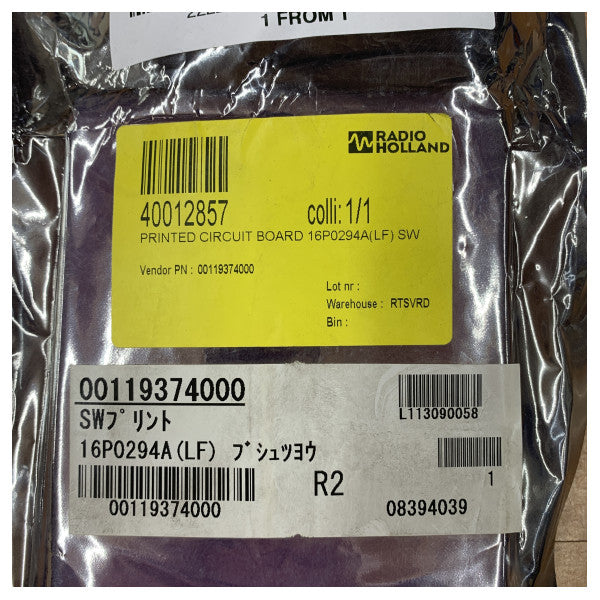 1 FROM 1
RADIO
HOLLAND
40012857 colli: 1/1
PRINTED CIRCUIT BOARD 16P0294A(LF) SW
Vendor PN : 00119374000
Lot nr :
Warehouse : RTSVRD
Bin :
00119374000
SWプリント
16P0294A(LF) ブシュツヨウ
L113090058
R2
1
00119374000
08394039